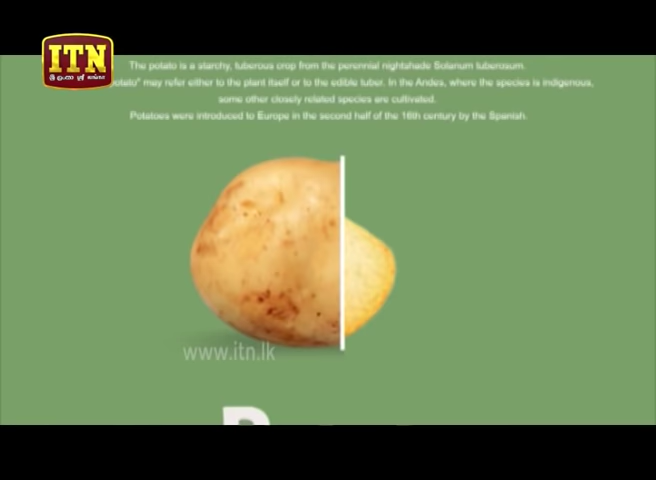 ITN
The potato is a starchy, tuberous crop from the perennial nightshade Solanum tuberosum.
potato" may refer either to the plant itself or to the edible tuber. In the Andes, where the species is indigenous,
some other closely related species are cultivated.
Potatoes were introduced to Europe in the second half of the 16th century by the Spanish.
www.itn.lk